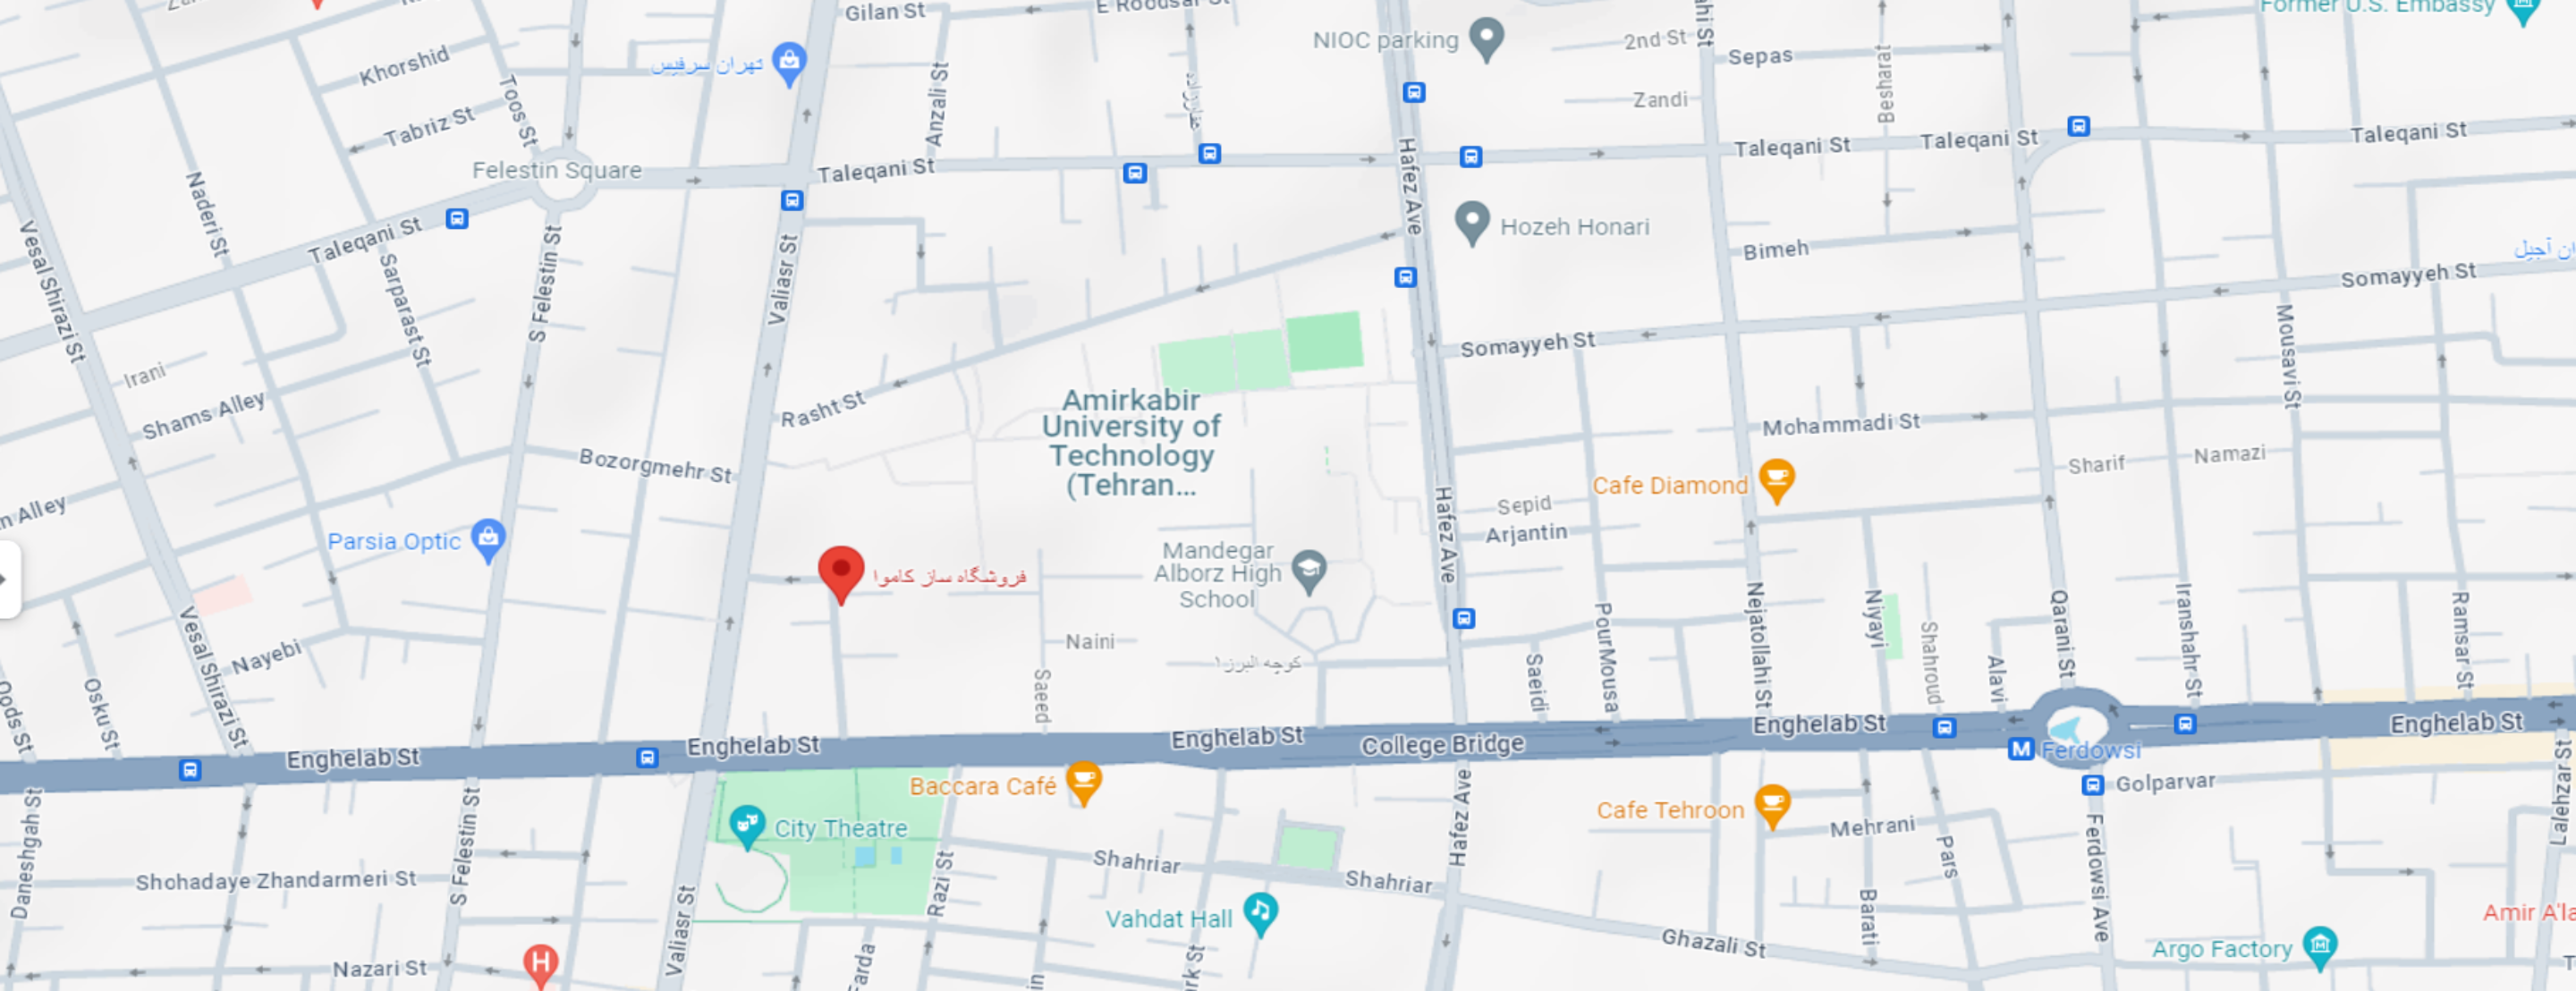 Gilan St
NIOC parking
2nd St
Sepas
Former U.S. Embassy
Khorshid
تهران سرفیس
Zandi
Besharat
Toos St
Anzali St
Tabriz St
Taleqani St
Taleqani St
Taleqani St
Felestin Square
Taleqani St
Hafez Ave
Naderi St
Hozeh Honari
Taleqani St
Bimeh
Vesal Shirazi St
Sarparast St
S Felestin St
Valiasr St
Somayyeh St
Somayyeh St
Mousavi St
Irani
Shams Alley
Rasht St
Amirkabir
University of
Technology
(Tehran...
Mohammadi St
Bozorgmehr St
Sharif
Namazi
Cafe Diamond
Hafez Ave
Sepid
Arjantin
n Alley
Parsia Optic
فروشگاه ساز کاموا
Mandegar
Alborz High
School
Vesal Shirazi St
Nayebi
Naini
کوچه البرز ۱
Saeed
Saeidi
PourMousa
Nejatollahi St
Niyayi
Shahroud
Alavi
Qarani St
Iranshahr St
Ramsar St
Osku St
Enghelab St
Enghelab St
Enghelab St
College Bridge
Enghelab St
Enghelab St
M Ferdowsi
Golparvar
Baccara Café
Cafe Tehroon
City Theatre
Mehrani
Daneshgah St
S Felestin St
Hafez Ave
Shahriar
Shahriar
Pars
Ferdowsi Ave
Lalehzar St
Shohadaye Zhandarmeri St
Razi St
Valiasr St
Vahdat Hall
Barati
Ghazali St
Argo Factory
Amir A'la
Nazari St
H
Farda